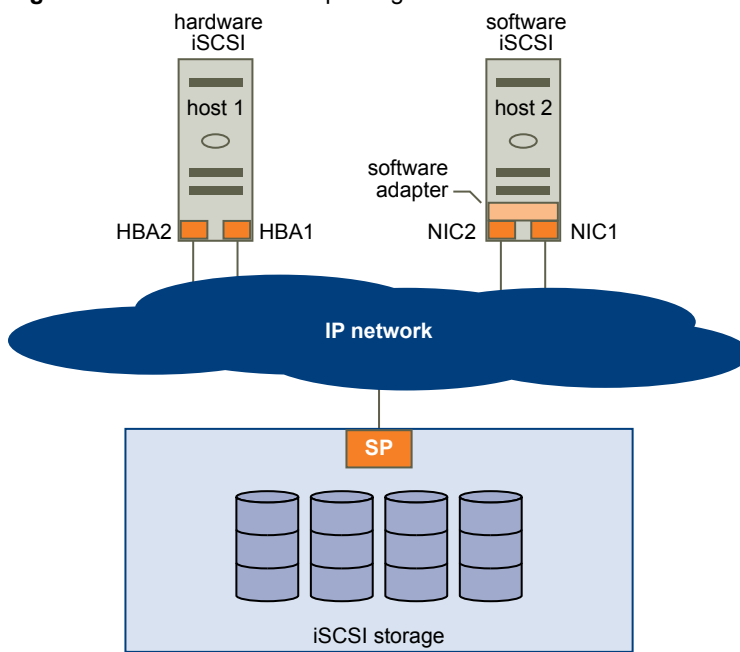 hardware
iSCSI
software
iSCSI
host 1
host 2
software
adapter
HBA2
HBA1
NIC2
NIC1
IP network
SP
iSCSI storage